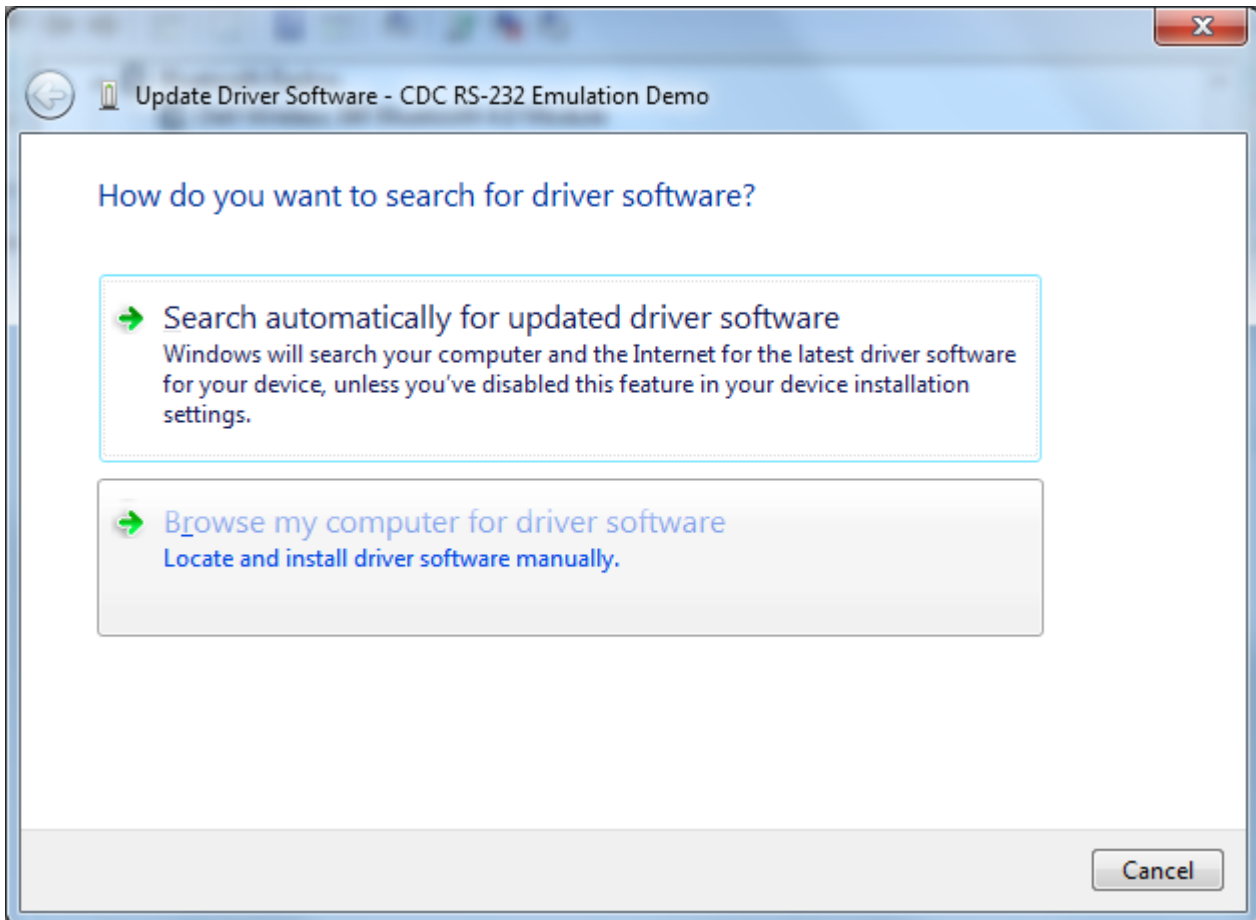 Update Driver Software - CDC RS-232 Emulation Demo
How do you want to search for driver software?
Search automatically for updated driver software
Windows will search your computer and the Internet for the latest driver software
for your device, unless you've disabled this feature in your device installation
settings.
Browse my computer for driver software
Locate and install driver software manually.
Cancel